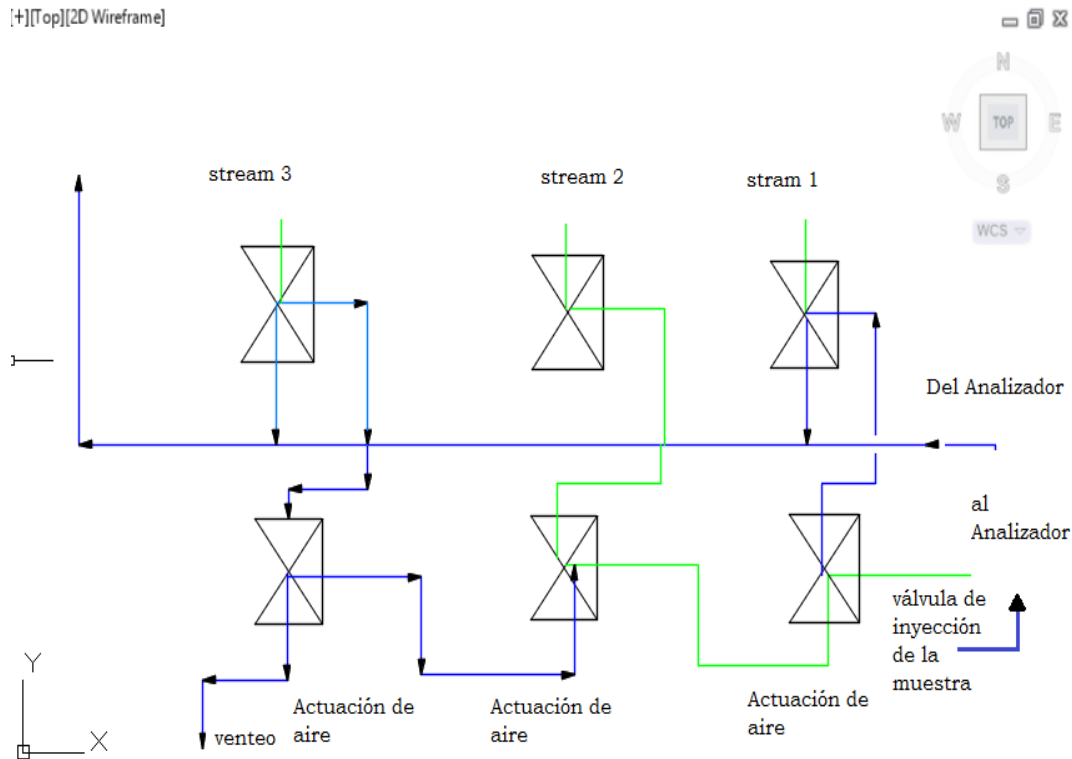 [+][Top][2D Wireframe]
N
W
TOP
E
S
WCS
stream 3
stream 2
stram 1
Del Analizador
al
Analizador
válvula de
inyección
de la
muestra
Actuación de
aire
Actuación de
aire
Actuación de
aire
venteo
Y
X